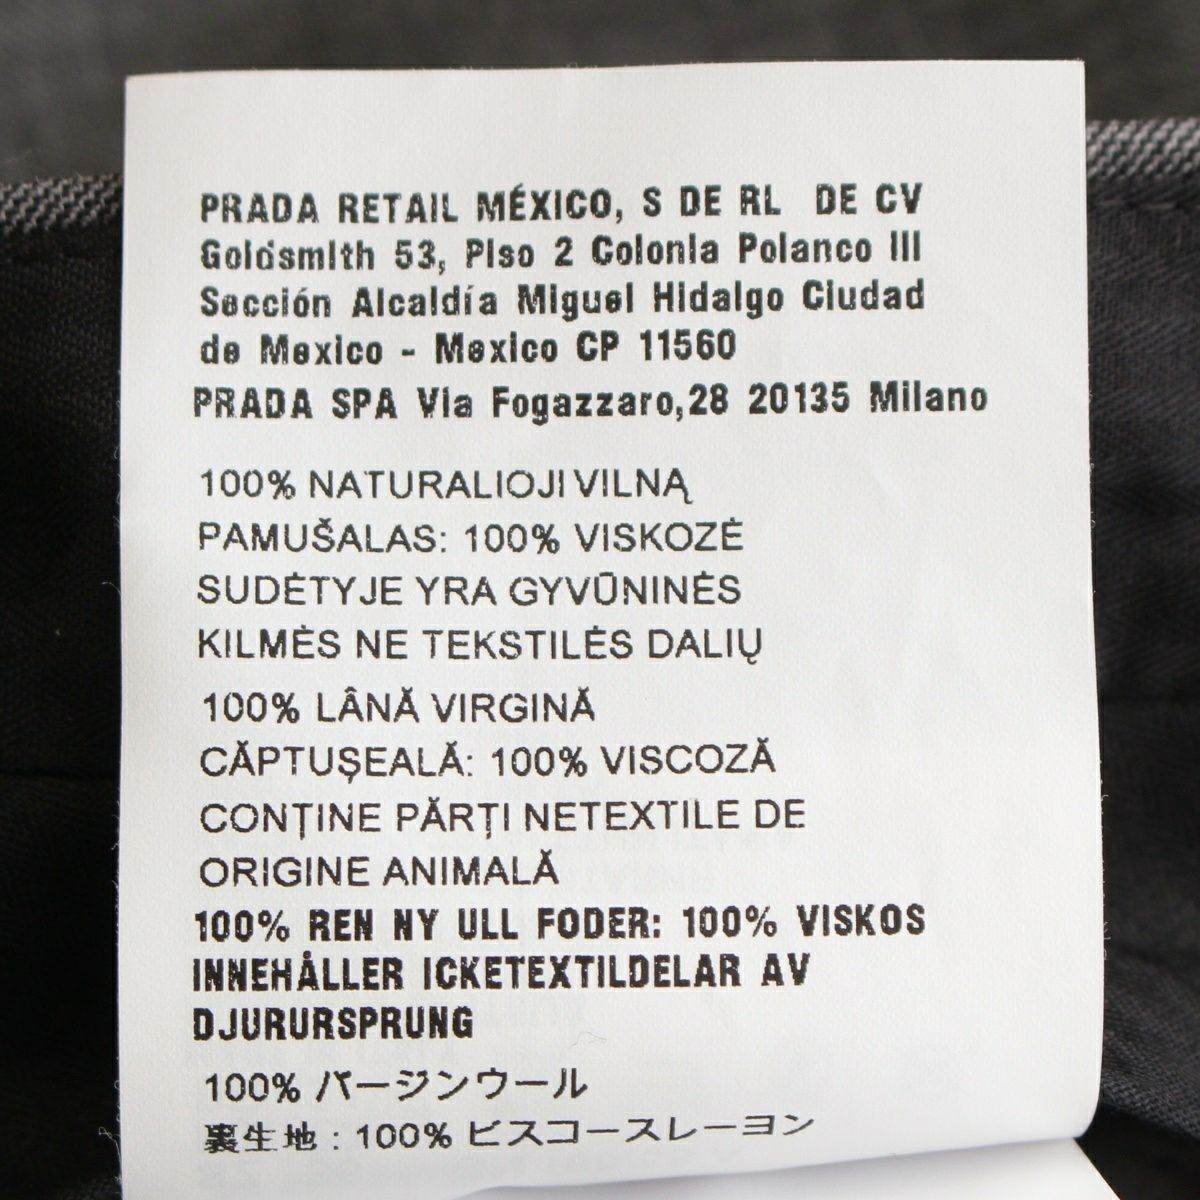 PRADA RETAIL MÉXICO, S DE RL DE CV
Goldsmith 53, Piso 2 Colonia Polanco III
Sección Alcaldía Miguel Hidalgo Ciudad
de Mexico - Mexico CP 11560
PRADA SPA Vía Fogazzaro,28 20135 Milano
100% NATURALIOJI VILNĄ
PAMUŠALAS: 100% VISKOZĖ
SUDĖTYJE YRA GYVŪNINĖS
KILMĖS NE TEKSTILĖS DALIŲ
100% LÂNĂ VIRGINĂ
CĂPTUȘEALĂ: 100% VISCOZĂ
CONȚINE PĂRȚI NETEXTILE DE
ORIGINE ANIMALĂ
100% REN NY ULL FODER: 100% VISKOS
INNEHÅLLER ICKETEXTILDELAR AV
DJURURSPRUNG
100% バージンウール
裏生地 : 100% ビスコースレーヨン